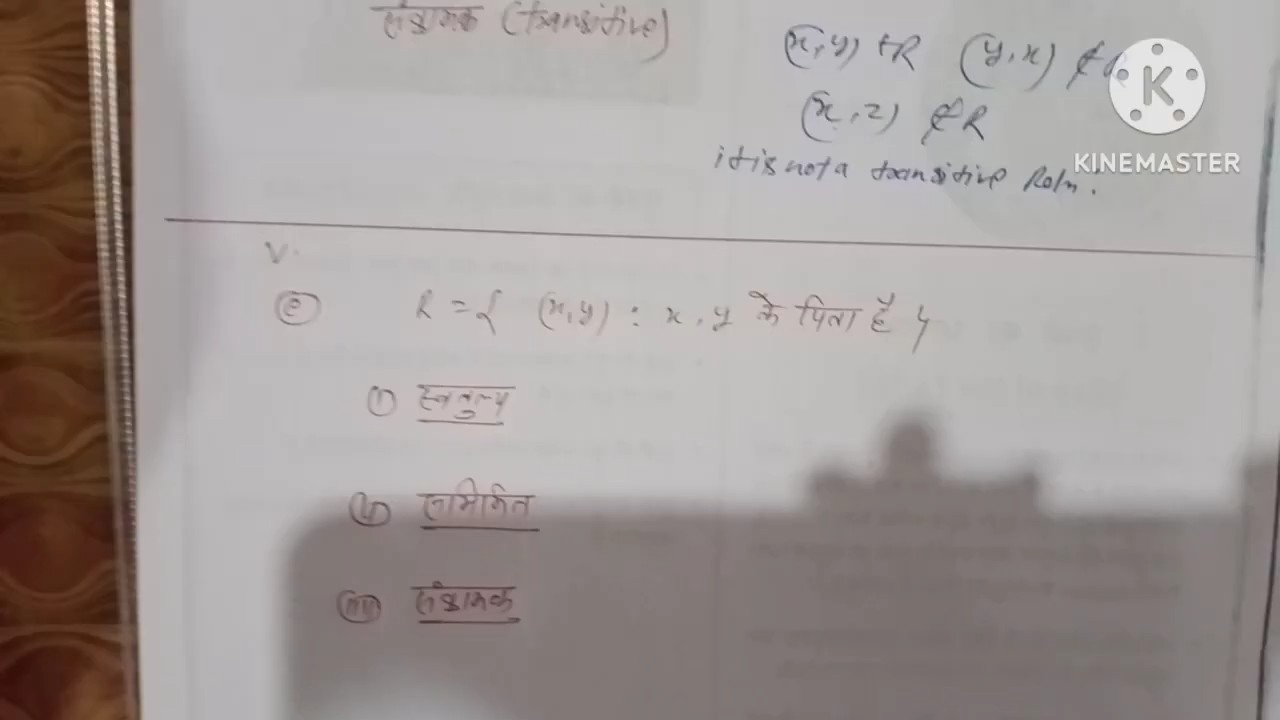 संक्रामक (transitive)
(x,y) ∈R (y,x) ∉R
(x,z) ∉R
it is not a transitive Reln.
KINEMASTER
V.
(e) R = { (x,y) : x, y के पिता है }
(i) स्वतुल्य
(ii) सममित
(iii) संक्रामक